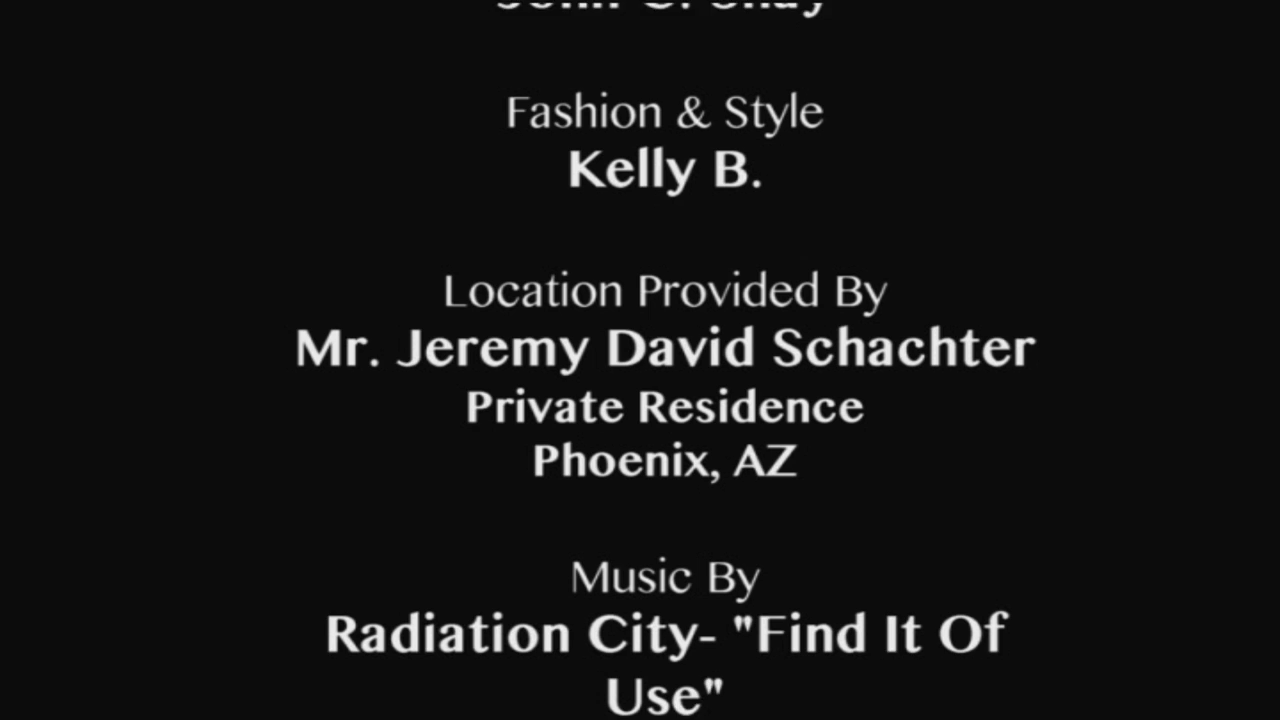 Fashion & Style
Kelly B.
Location Provided By
Mr. Jeremy David Schachter
Private Residence
Phoenix, AZ
Music By
Radiation City- "Find It Of
Use"